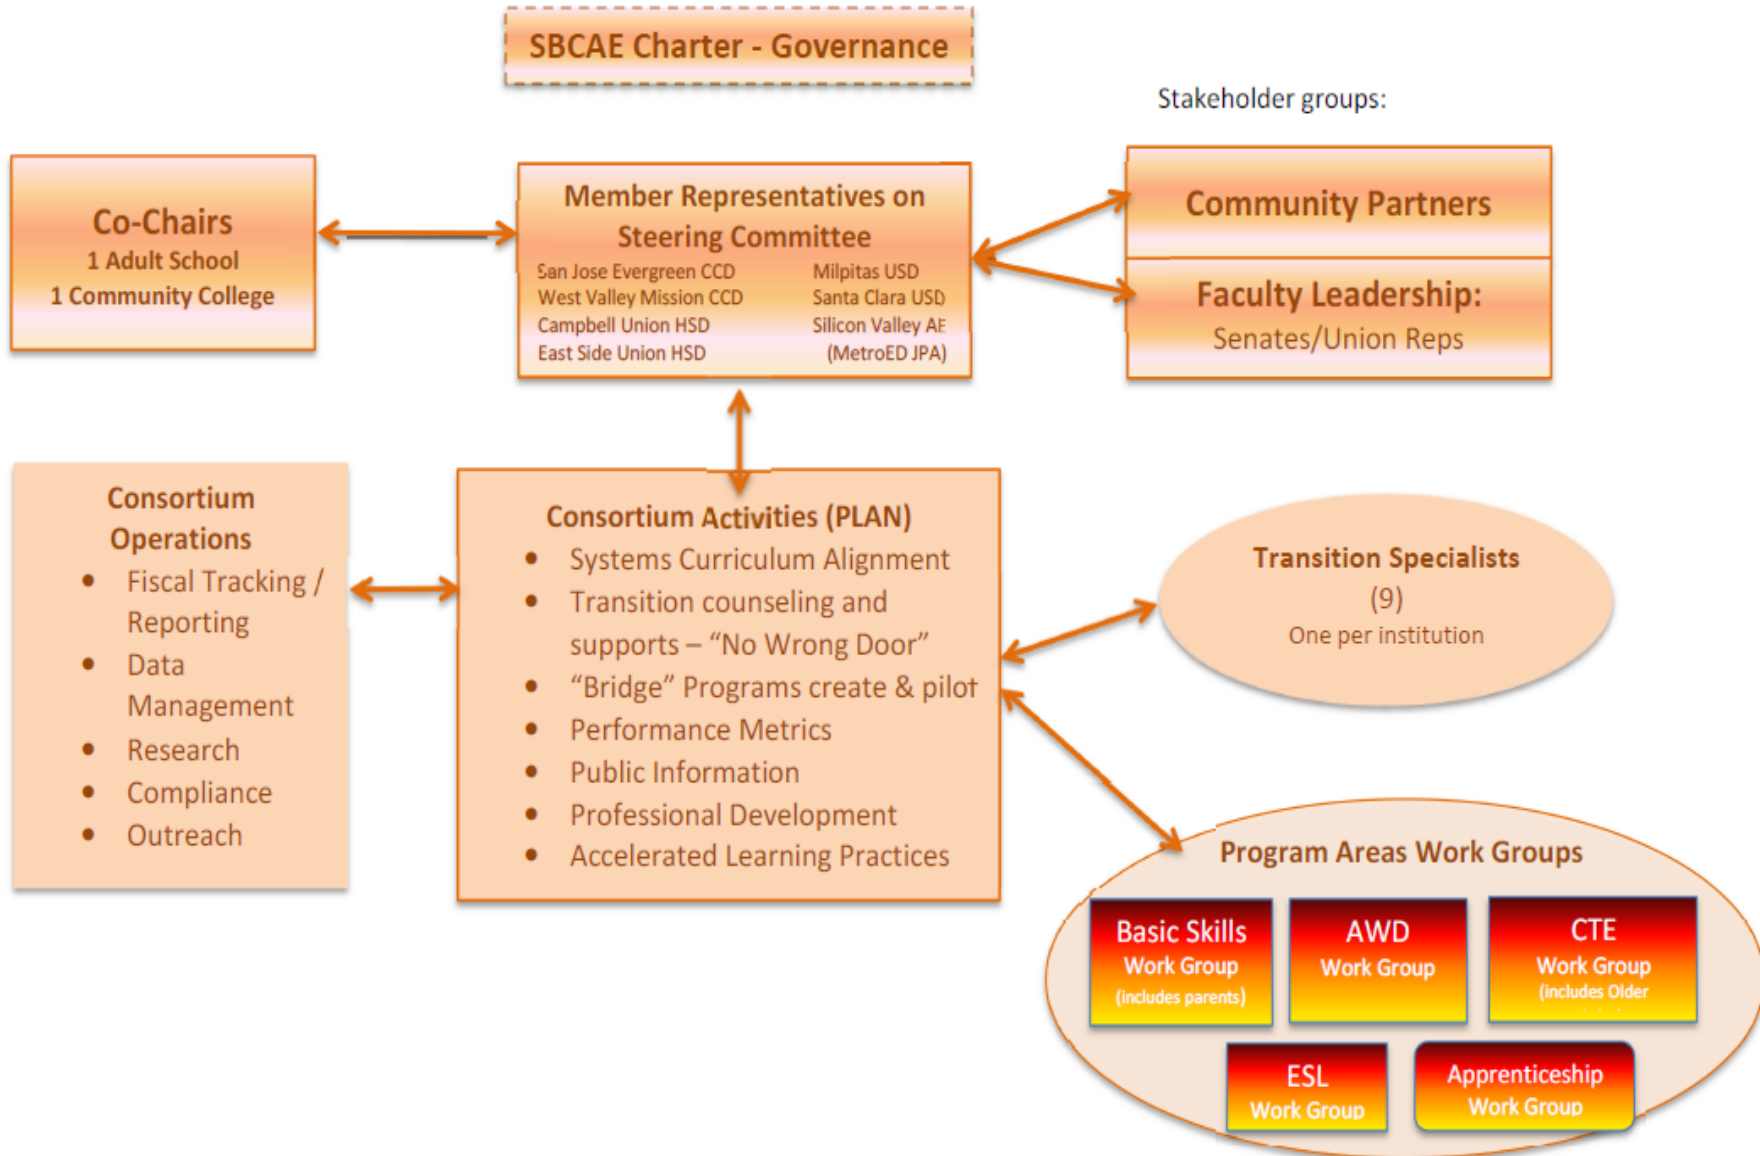 SBCAE Charter - Governance
Stakeholder groups:
Co-Chairs
1 Adult School
1 Community College
Member Representatives on
Steering Committee
San Jose Evergreen CCD
West Valley Mission CCD
Campbell Union HSD
East Side Union HSD
Milpitas USD
Santa Clara USD
Silicon Valley AE
(MetroED JPA)
Community Partners
Faculty Leadership:
Senates/Union Reps
Consortium
Operations
• Fiscal Tracking /
Reporting
• Data
Management
• Research
• Compliance
• Outreach
Consortium Activities (PLAN)
• Systems Curriculum Alignment
• Transition counseling and
supports – “No Wrong Door”
• “Bridge” Programs create & pilot
• Performance Metrics
• Public Information
• Professional Development
• Accelerated Learning Practices
Transition Specialists
(9)
One per institution
Program Areas Work Groups
Basic Skills
Work Group
(includes parents)
AWD
Work Group
CTE
Work Group
(includes Older
ESL
Work Group
Apprenticeship
Work Group